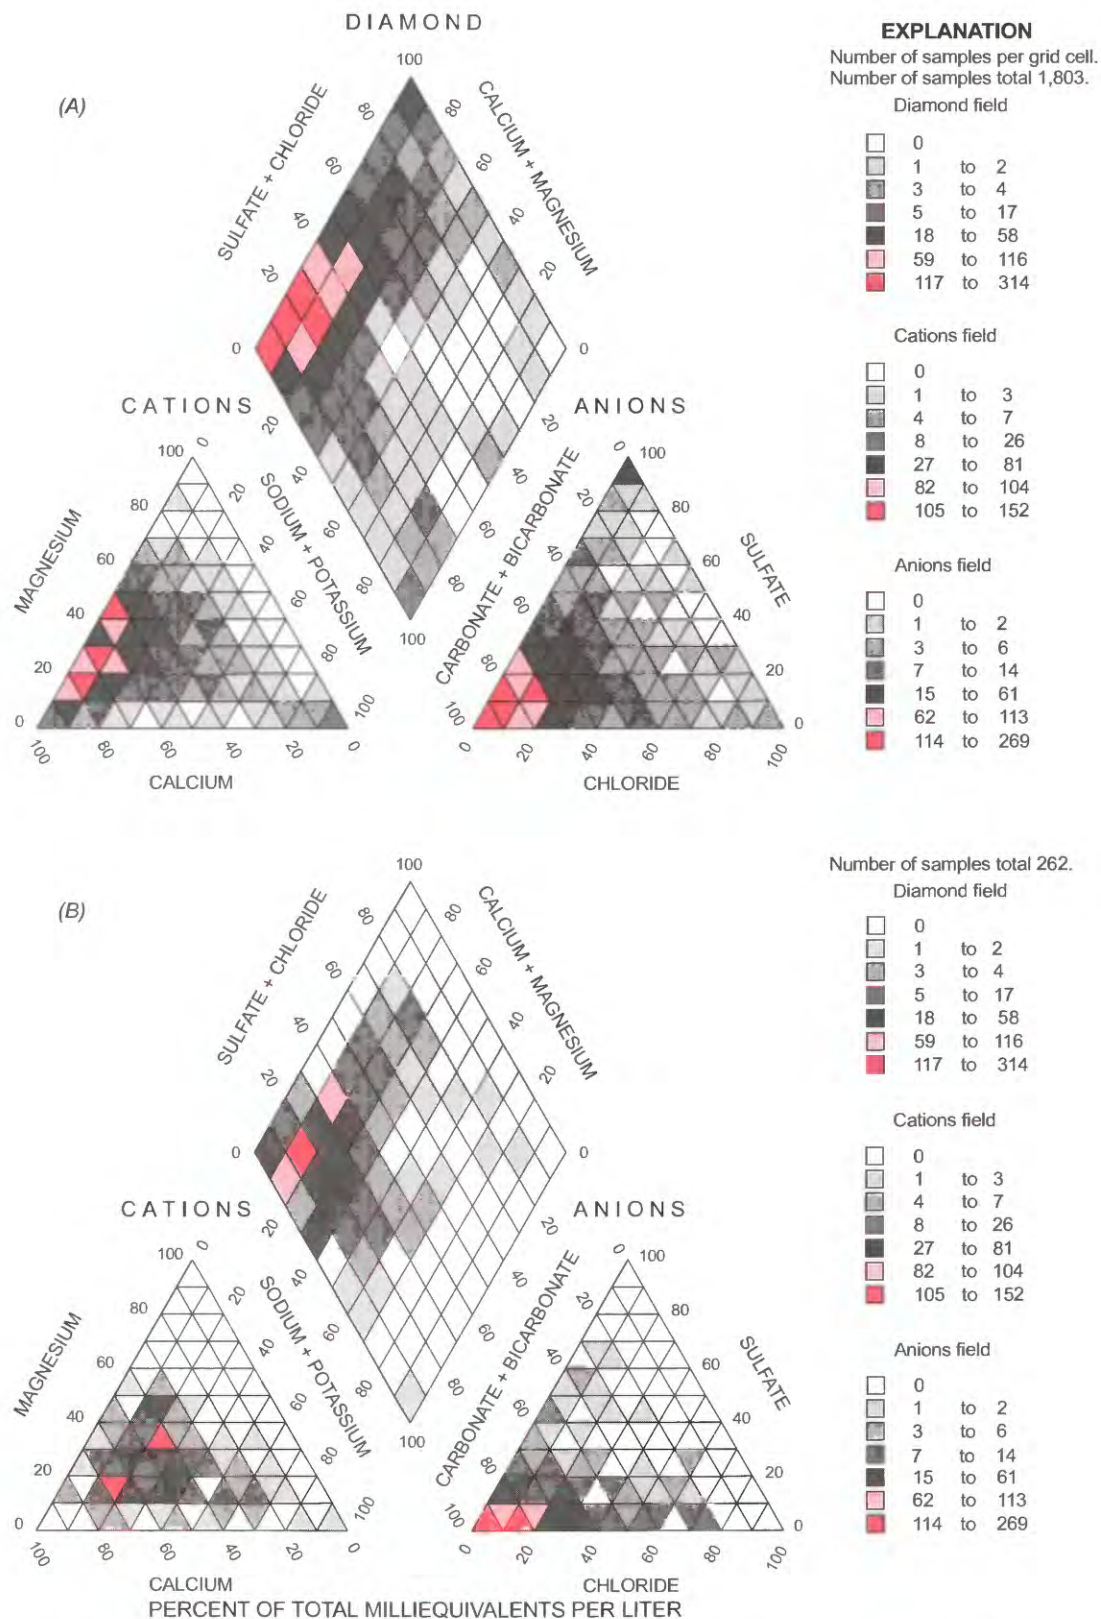 DIAMOND
(A)
100
80
80
60
60
40
40
20
20
0
0
SULFATE + CHLORIDE
CALCIUM + MAGNESIUM
20
20
40
40
60
60
80
80
100
SODIUM + POTASSIUM
CARBONATE + BICARBONATE
CATIONS
ANIONS
100
0
80
20
60
40
40
60
20
80
0
100
MAGNESIUM
100
80
60
40
20
0
CALCIUM
0
100
80
40
60
60
40
80
20
100
0
SULFATE
0
20
40
60
80
100
CHLORIDE
EXPLANATION
Number of samples per grid cell.
Number of samples total 1,803.
Diamond field
0
1 to 2
3 to 4
5 to 17
18 to 58
59 to 116
117 to 314
Cations field
0
1 to 3
4 to 7
8 to 26
27 to 81
82 to 104
105 to 152
Anions field
0
1 to 2
3 to 6
7 to 14
15 to 61
62 to 113
114 to 269
(B)
100
80
80
60
60
40
40
20
20
0
0
SULFATE + CHLORIDE
CALCIUM + MAGNESIUM
20
20
40
40
60
60
80
80
100
SODIUM + POTASSIUM
CARBONATE + BICARBONATE
CATIONS
ANIONS
100
0
80
20
60
40
40
60
20
80
0
100
MAGNESIUM
100
80
60
40
20
0
CALCIUM
0
100
20
80
40
60
60
40
80
20
100
0
SULFATE
0
20
40
60
80
100
CHLORIDE
PERCENT OF TOTAL MILLIEQUIVALENTS PER LITER
Number of samples total 262.
Diamond field
0
1 to 2
3 to 4
5 to 17
18 to 58
59 to 116
117 to 314
Cations field
0
1 to 3
4 to 7
8 to 26
27 to 81
82 to 104
105 to 152
Anions field
0
1 to 2
3 to 6
7 to 14
15 to 61
62 to 113
114 to 269